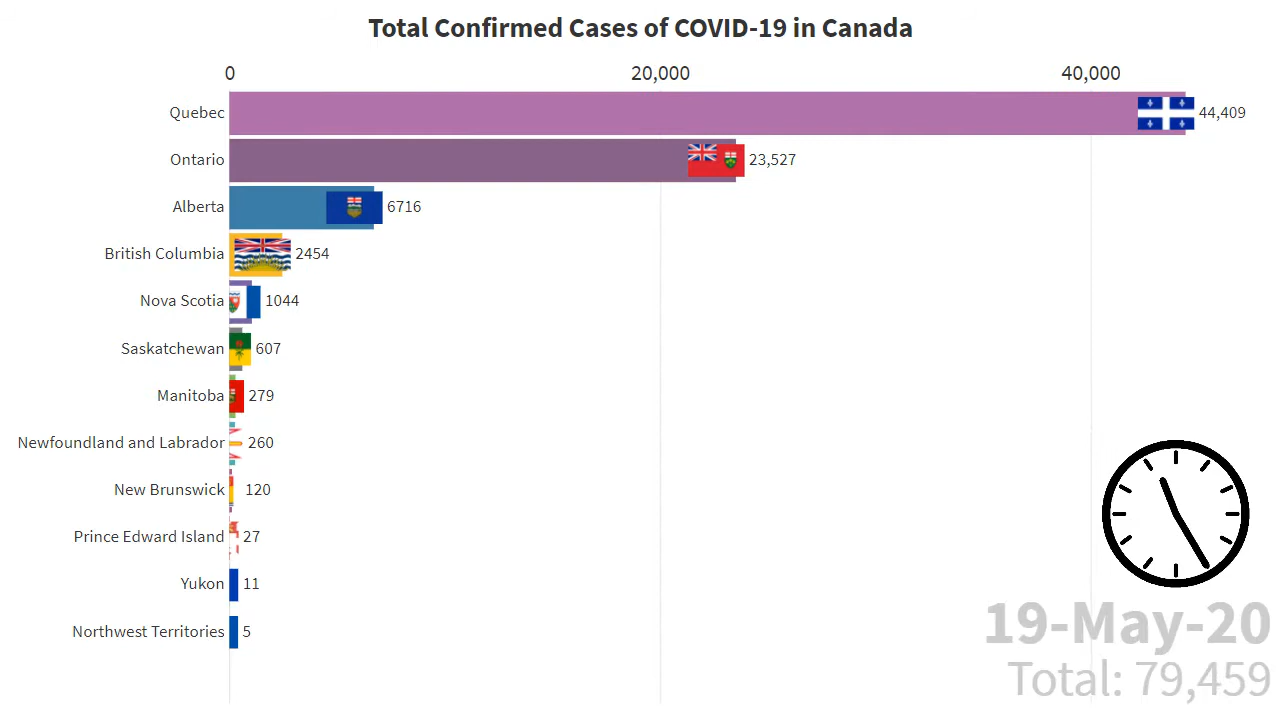 Total Confirmed Cases of COVID-19 in Canada
0 20,000 40,000
Quebec 44,409
Ontario 23,527
Alberta 6716
British Columbia 2454
Nova Scotia 1044
Saskatchewan 607
Manitoba 279
Newfoundland and Labrador 260
New Brunswick 120
Prince Edward Island 27
Yukon 11
Northwest Territories 5
19-May-20
Total: 79,459